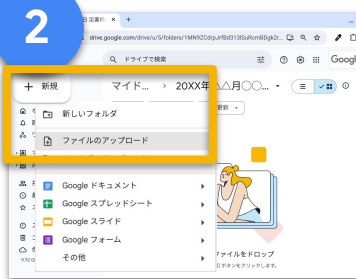 2
日 災害時
drive.google.com/drive/u/5/folders/1MN9ZCdrpJrfBd313ISuRcmBDgk2r...
ドライブで検索
Googl
新規
マイド... > 20XX年△△月〇〇...
更新
新しいフォルダ
ファイルのアップロード
Google ドキュメント
Google スプレッドシート
Google スライド
Google フォーム
その他
ファイルをドロップ
ボタンをクリックします。